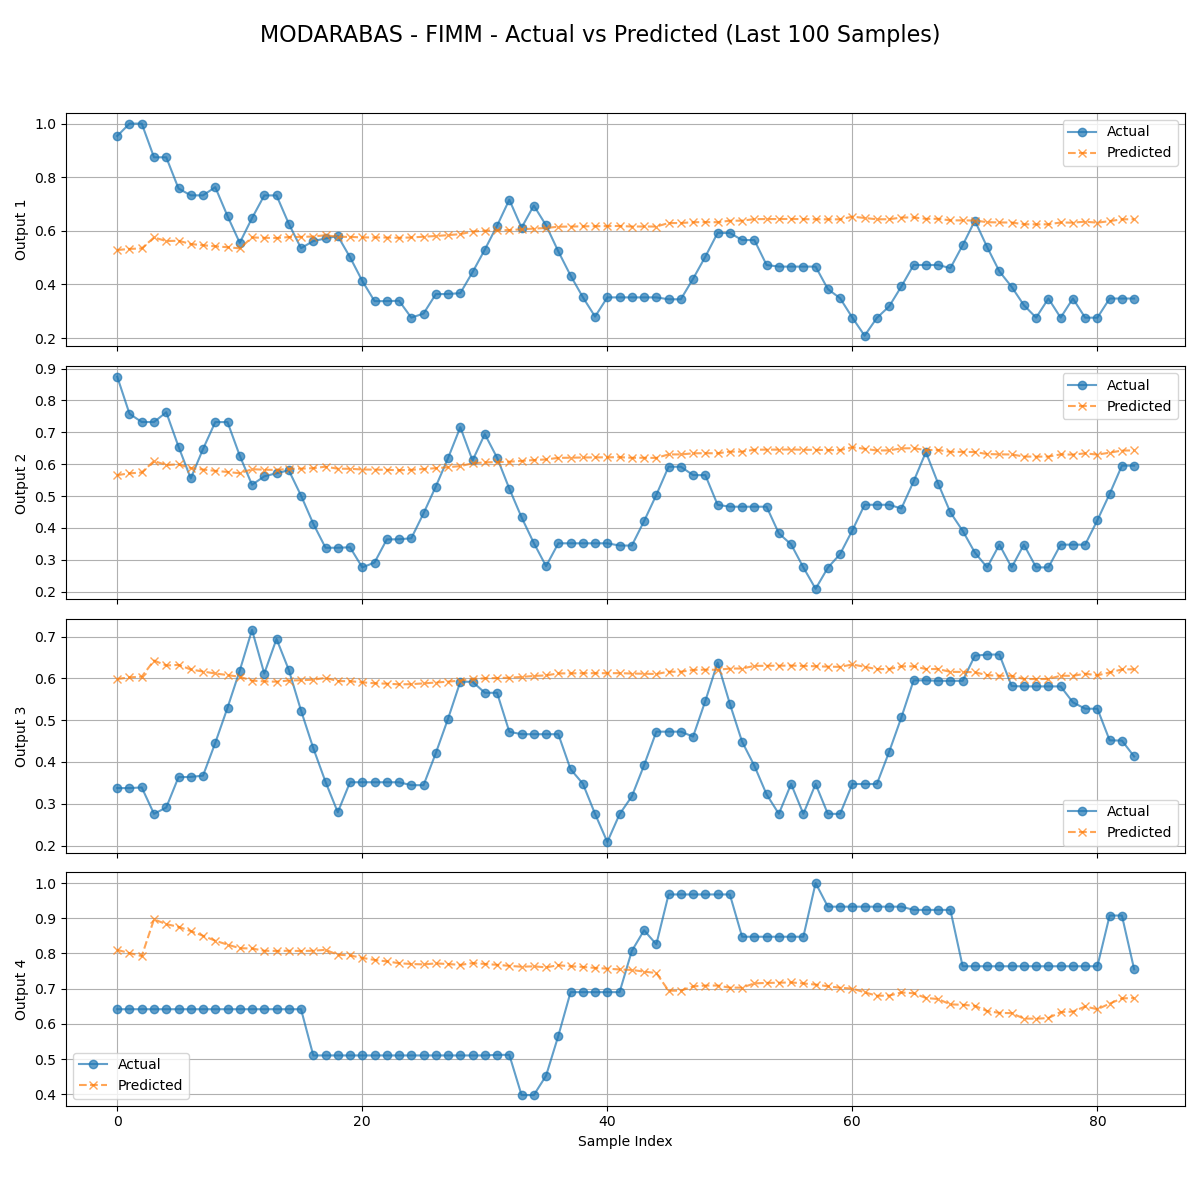 MODARABAS - FIMM - Actual vs Predicted (Last 100 Samples)
Output 1
1.0
0.8
0.6
0.4
0.2
Actual
Predicted
Output 2
0.9
0.8
0.7
0.6
0.5
0.4
0.3
0.2
Actual
Predicted
Output 3
0.7
0.6
0.5
0.4
0.3
0.2
Actual
Predicted
Output 4
1.0
0.9
0.8
0.7
0.6
0.5
0.4
Actual
Predicted
0 20 40 60 80
Sample Index